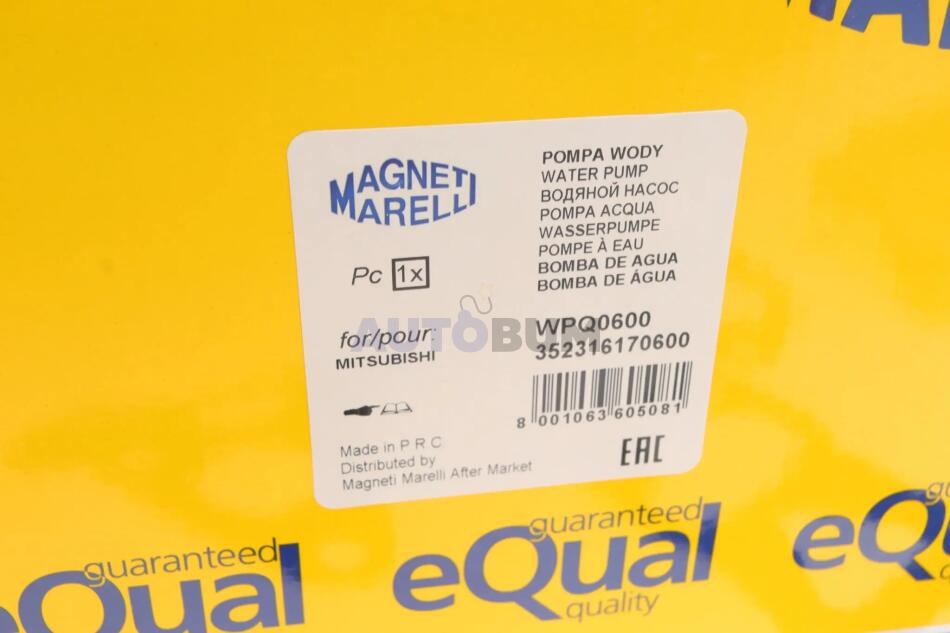 MAGNETI
MARELLI
Pc 1x
for/pour:
MITSUBISHI
Made in P R C
Distributed by
Magneti Marelli After Market
POMPA WODY
WATER PUMP
ВОДЯНОЙ НАСОС
POMPA ACQUA
WASSERPUMPE
POMPE À EAU
BOMBA DE AGUA
BOMBA DE ÁGUA
WPQ0600
352316170600
8 001063 605081
EAC
AUTOBUM
guaranteed
eQual
guaranteed
eQual
quality
eQ